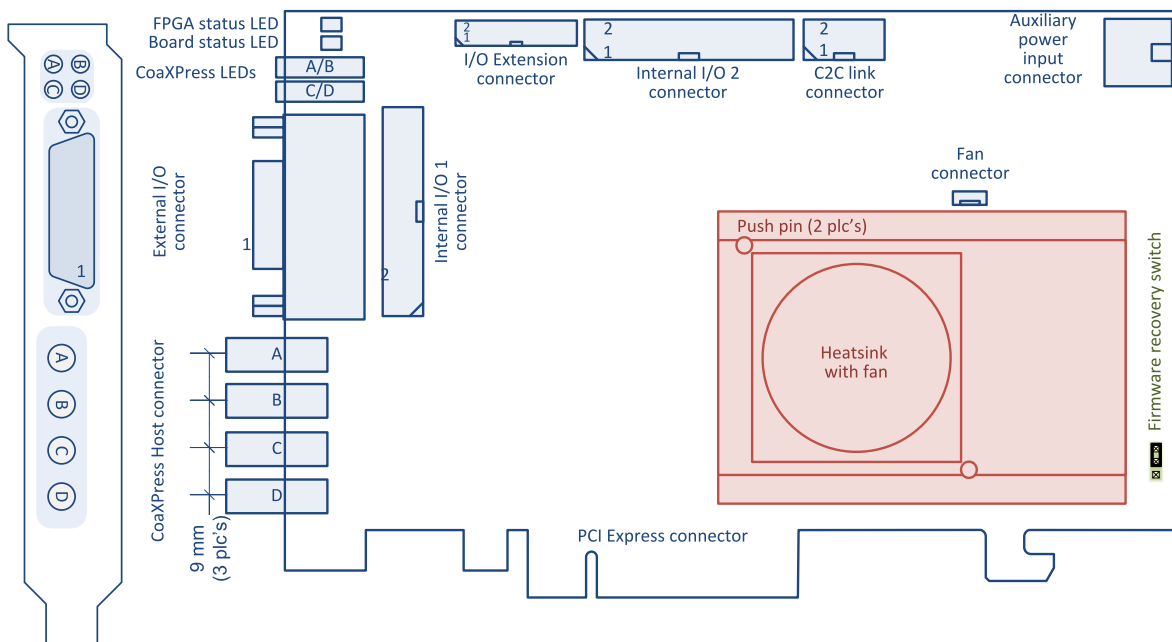 FPGA status LED
Board status LED
CoaXPress LEDs
A/B
C/D
2
1
I/O Extension
connector
2
1
Internal I/O 2
connector
2
1
C2C link
connector
Auxiliary
power
input
connector
A
B
C
D
1
External I/O
connector
1
2
Internal I/O 1
connector
Fan
connector
Push pin (2 plc's)
Heatsink
with fan
Firmware recovery switch
A
B
C
D
CoaXPress Host connector
A
B
C
D
9 mm
(3 plc's)
PCI Express connector